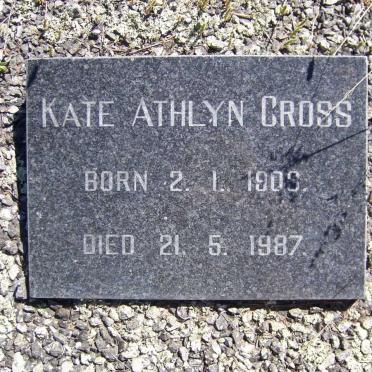 KATE ATHLYN CROSS
BORN 2. 1. 1906.
DIED 21. 5. 1987.